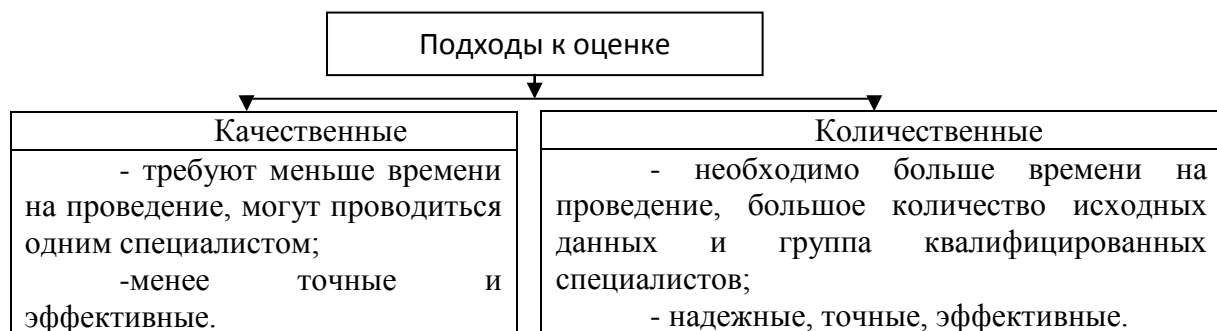 Подходы к оценке
Качественные
- требуют меньше времени
на проведение, могут проводиться
одним специалистом;
-менее точные и
эффективные.
Количественные
- необходимо больше времени на
проведение, большое количество исходных
данных и группа квалифицированных
специалистов;
- надежные, точные, эффективные.